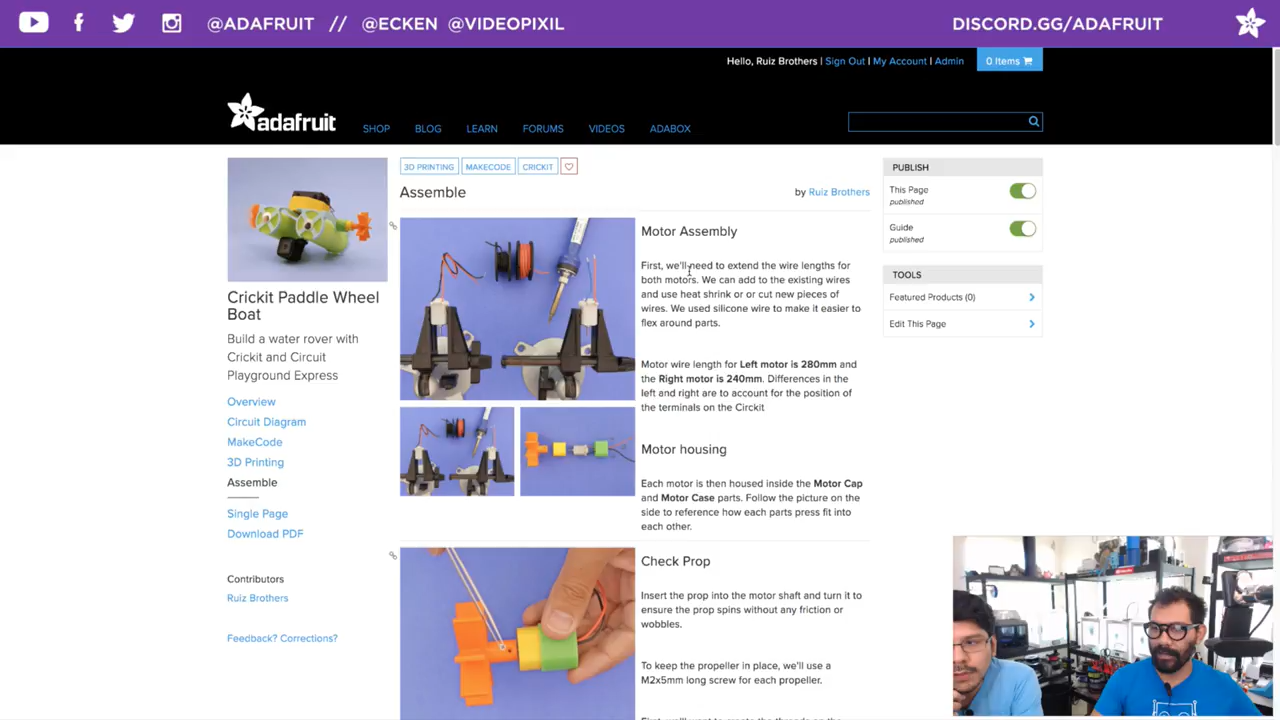 @ADAFRUIT // @ECKEN @VIDEOPIXIL
DISCORD.GG/ADAFRUIT
Hello, Ruiz Brothers | Sign Out | My Account | Admin
0 Items
adafruit
SHOP BLOG LEARN FORUMS VIDEOS ADABOX
3D PRINTING MAKECODE CRICKIT
Assemble
by Ruiz Brothers
Motor Assembly
First, we'll need to extend the wire lengths for
both motors. We can add to the existing wires
and use heat shrink or or cut new pieces of
wires. We used silicone wire to make it easier to
flex around parts.
Motor wire length for Left motor is 280mm and
the Right motor is 240mm. Differences in the
left and right are to account for the position of
the terminals on the Circkit
Motor housing
Each motor is then housed inside the Motor Cap
and Motor Case parts. Follow the picture on the
side to reference how each parts press fit into
each other.
Check Prop
Insert the prop into the motor shaft and turn it to
ensure the prop spins without any friction or
wobbles.
To keep the propeller in place, we'll use a
M2x5mm long screw for each propeller.
Crickit Paddle Wheel
Boat
Build a water rover with
Crickit and Circuit
Playground Express
Overview
Circuit Diagram
MakeCode
3D Printing
Assemble
Single Page
Download PDF
Contributors
Ruiz Brothers
Feedback? Corrections?
PUBLISH
This Page
published
Guide
published
TOOLS
Featured Products (0)
Edit This Page